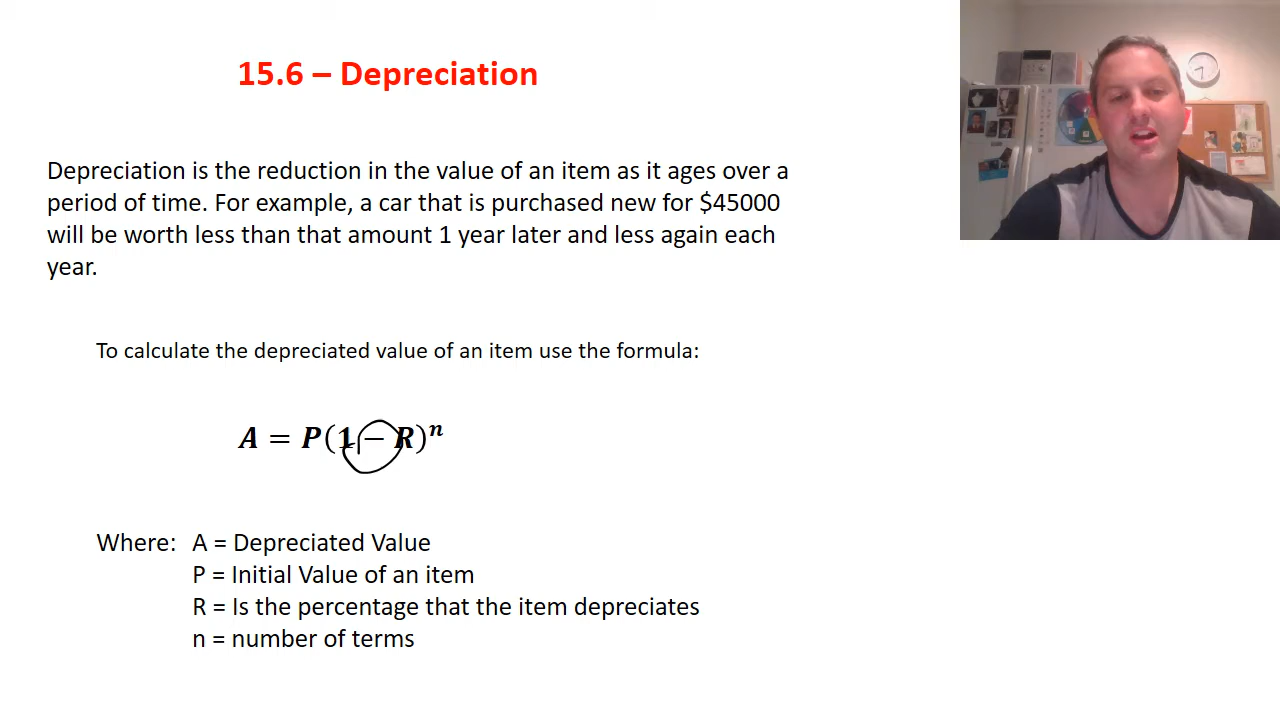 15.6 – Depreciation
Depreciation is the reduction in the value of an item as it ages over a
period of time. For example, a car that is purchased new for $45000
will be worth less than that amount 1 year later and less again each
year.
To calculate the depreciated value of an item use the formula:
A = P(1 − R)ⁿ
Where: A = Depreciated Value
P = Initial Value of an item
R = Is the percentage that the item depreciates
n = number of terms